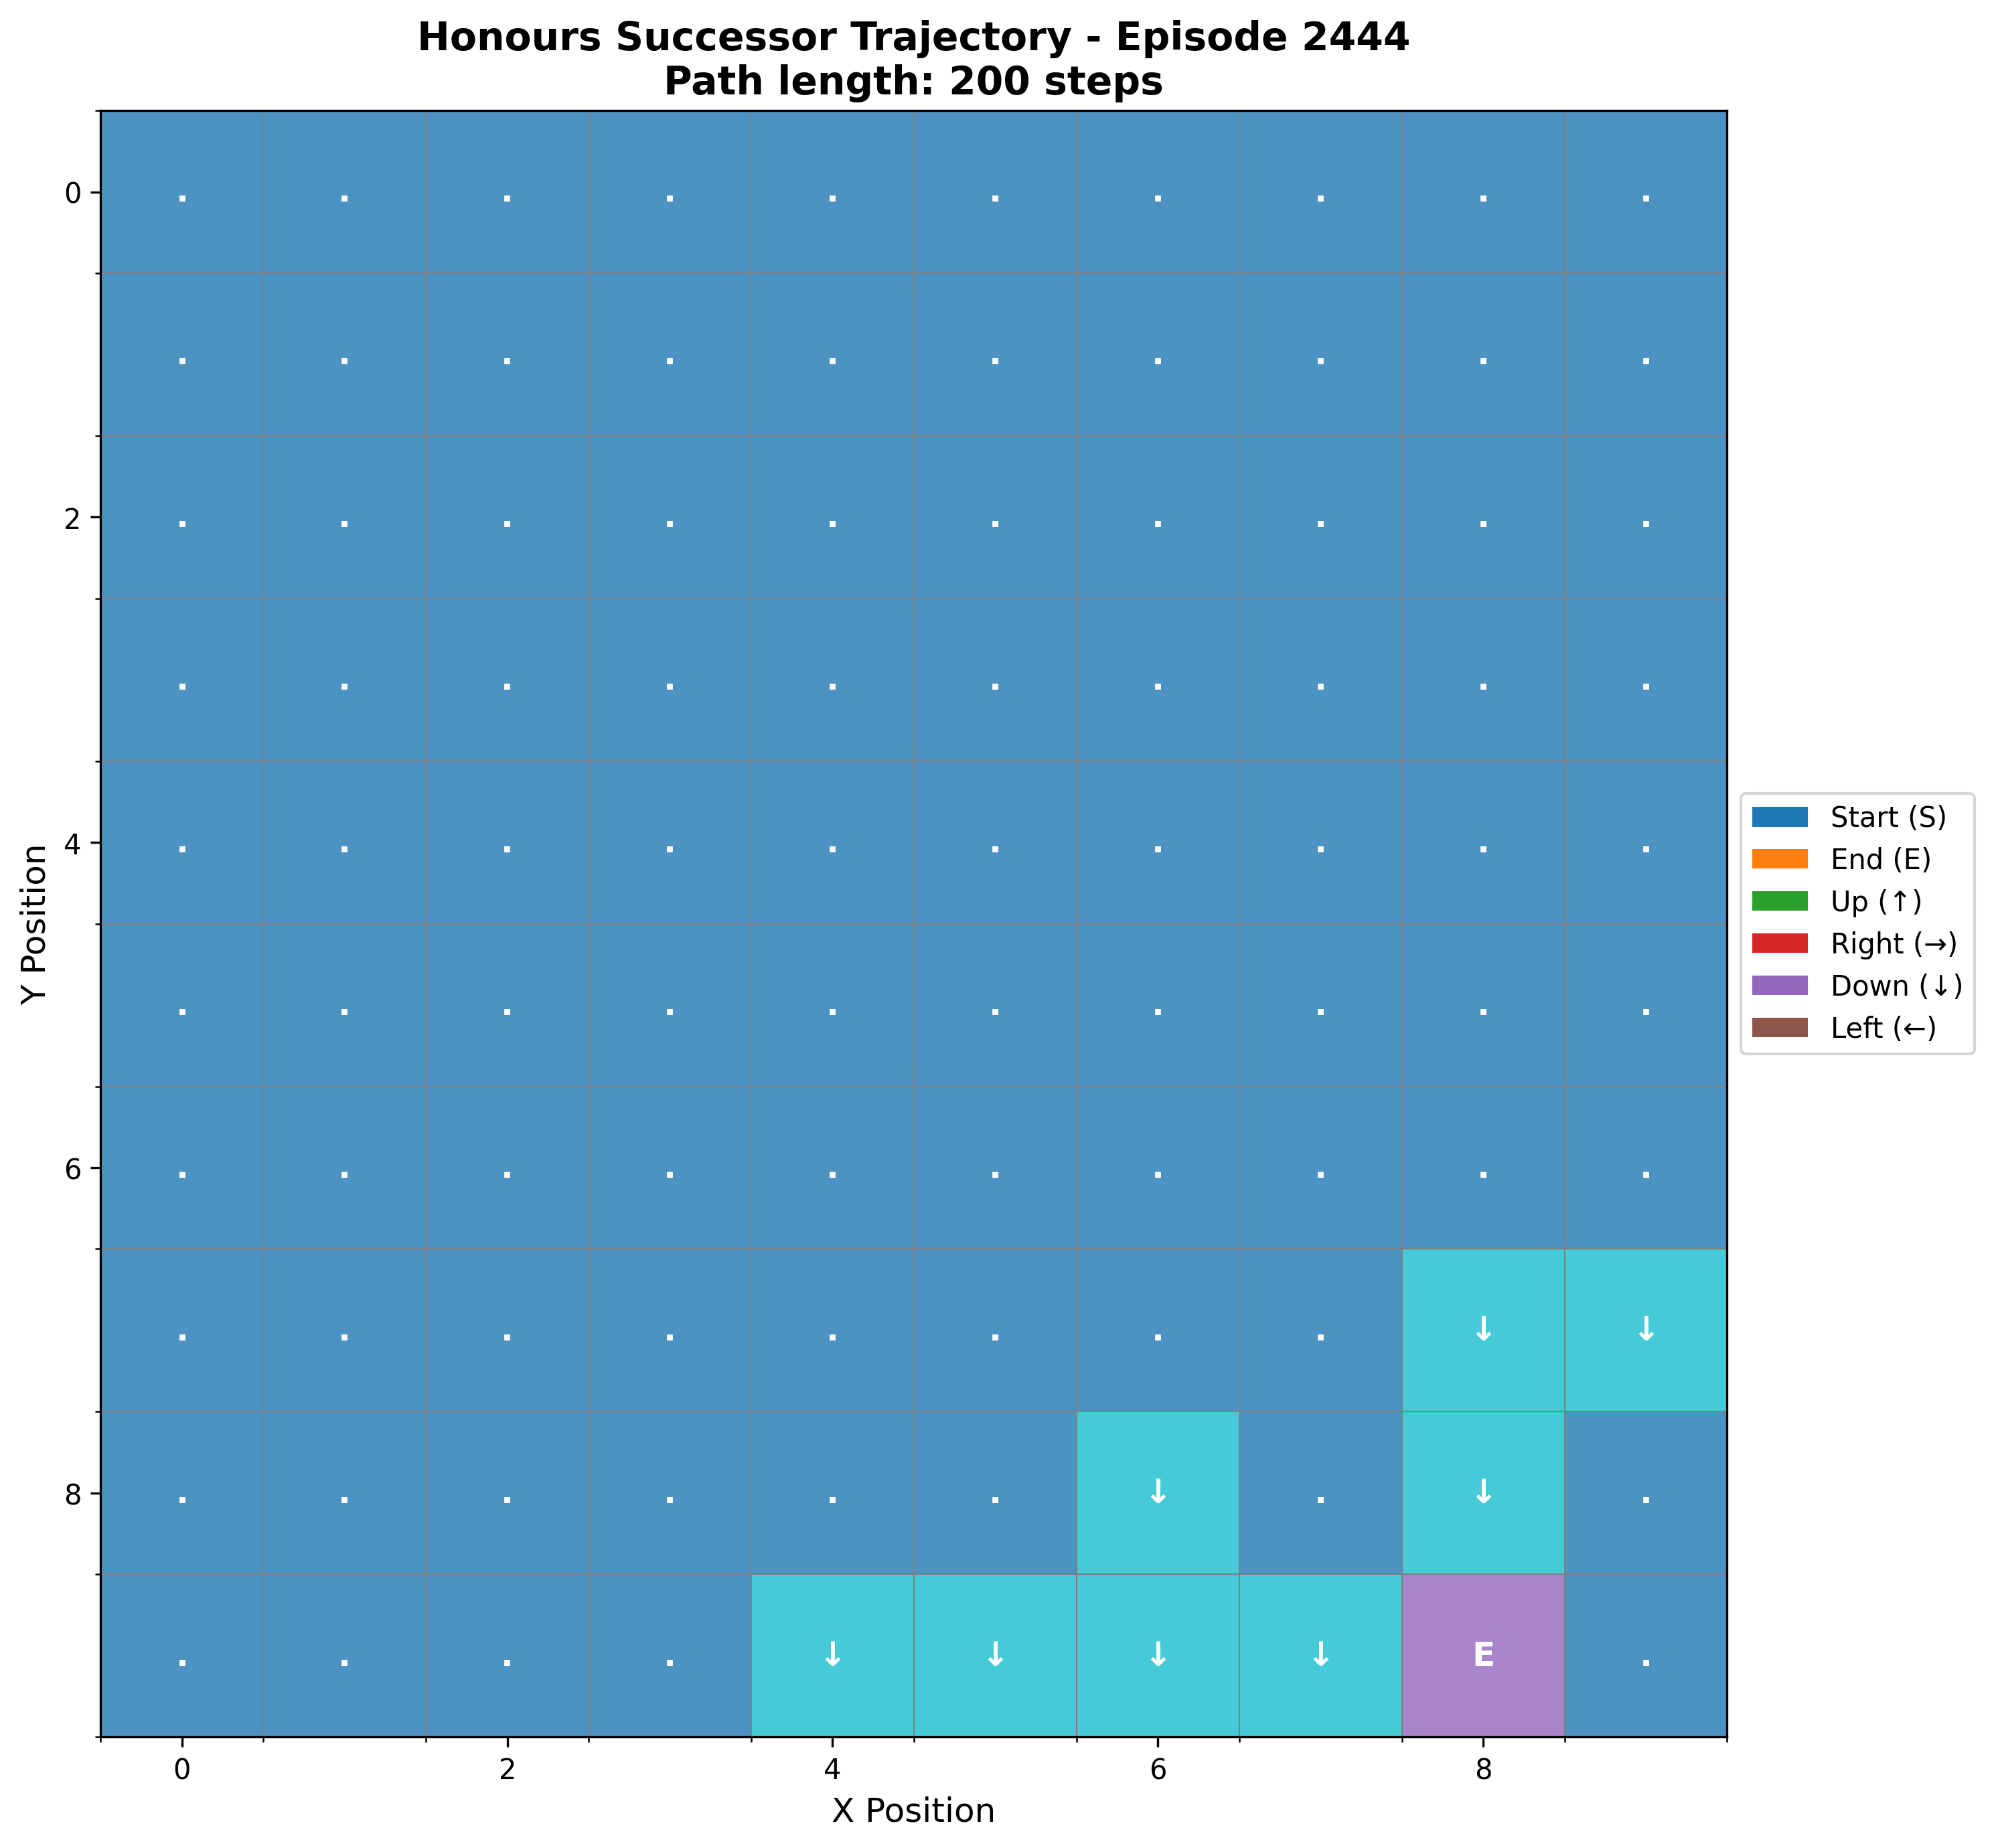 Honours Successor Trajectory - Episode 2444
Path length: 200 steps
0 . . . . . . . . . .
. . . . . . . . . .
2 . . . . . . . . . .
. . . . . . . . . .
4 . . . . . . . . . .
. . . . . . . . . .
6 . . . . . . . . . .
. . . . . . . . ↓ ↓
8 . . . . . . ↓ . ↓ .
. . . . ↓ ↓ ↓ ↓ E .
0 2 4 6 8
X Position
Y Position
Start (S)
End (E)
Up (↑)
Right (→)
Down (↓)
Left (←)